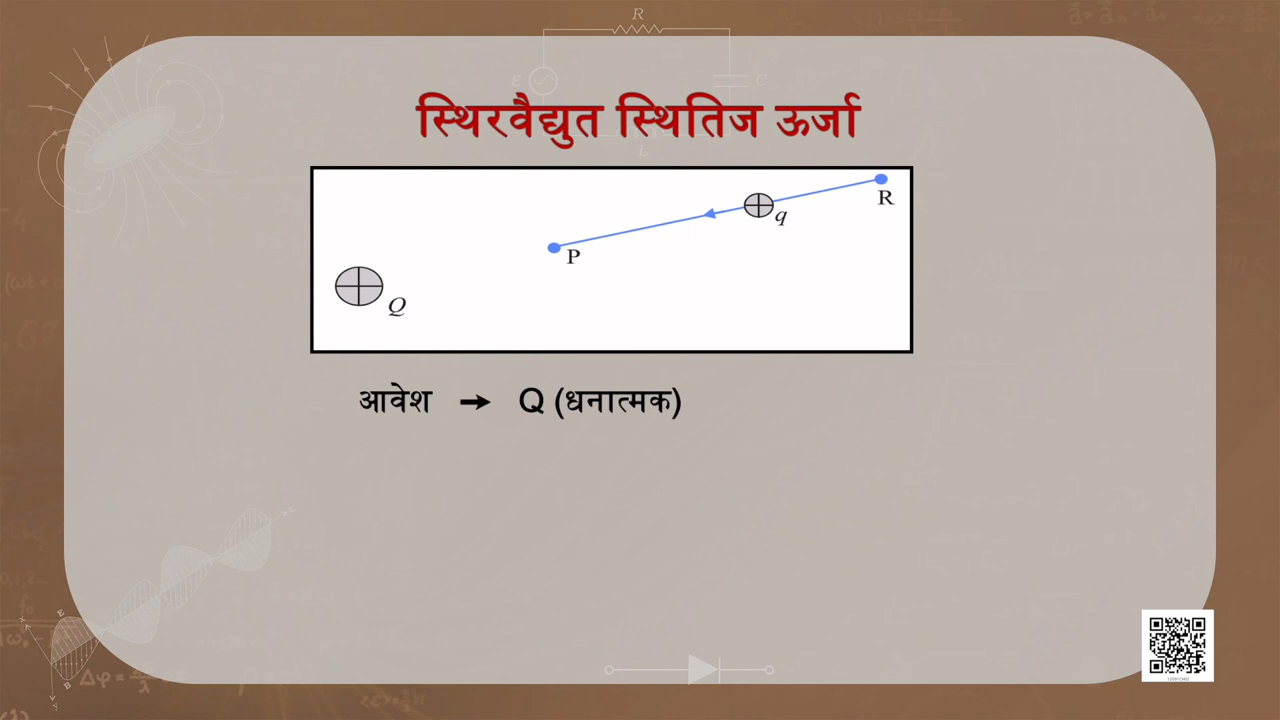 स्थिरवैद्युत स्थितिज ऊर्जा
R
q
P
Q
आवेश → Q (धनात्मक)